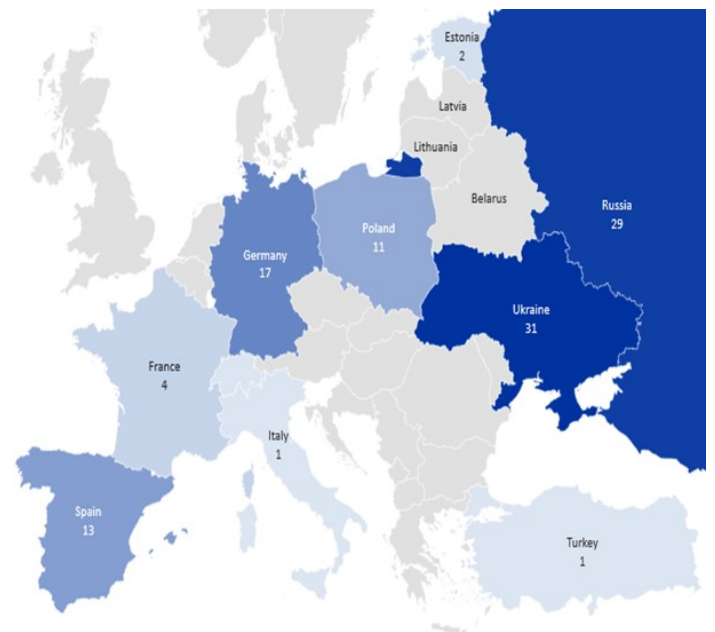 Estonia
2
Latvia
Lithuania
Belarus
Russia
29
Poland
11
Germany
17
Ukraine
31
France
4
Italy
1
Spain
13
Turkey
1